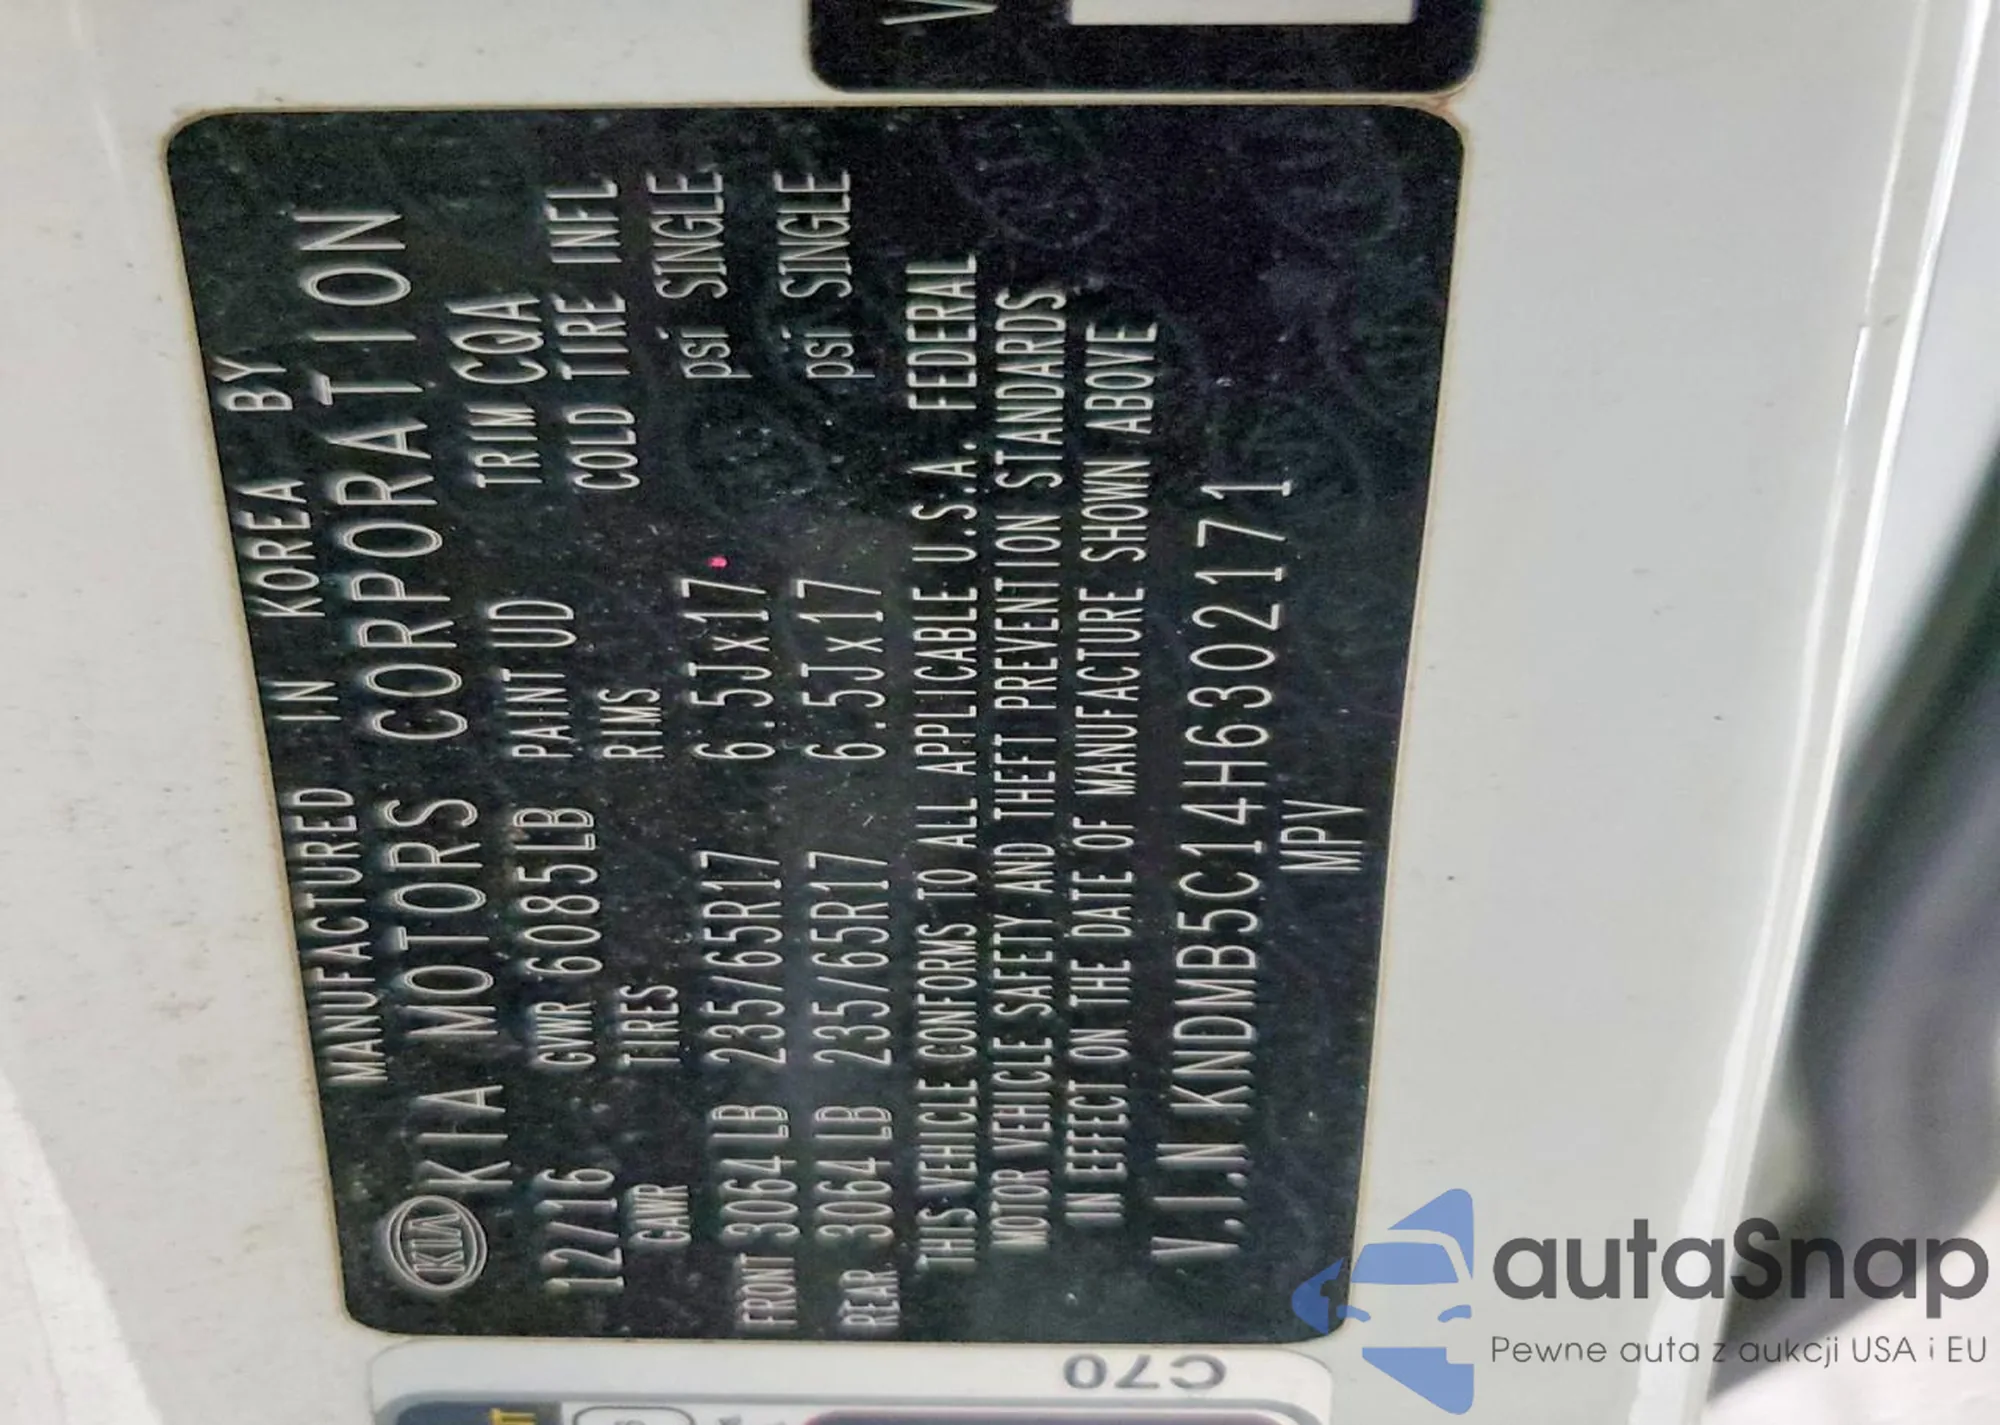 MANUFACTURED IN KOREA BY
KIA KIA MOTORS CORPORATION
12/16 GWR 6085LB PAINT UD TRIM CQA
GAWR TIRES RIMS COLD TIRE INFL
FRONT 3064LB 235/65R17 6.5Jx17 psi SINGLE
REAR 3064LB 235/65R17 6.5Jx17 psi SINGLE
THIS VEHICLE CONFORMS TO ALL APPLICABLE U.S.A. FEDERAL
MOTOR VEHICLE SAFETY AND THEFT PREVENTION STANDARDS
IN EFFECT ON THE DATE OF MANUFACTURE SHOWN ABOVE
V.I.N KNDMB5C14H6302171
MPV
C70
autaSnap
Pewne auta z aukcji USA i EU